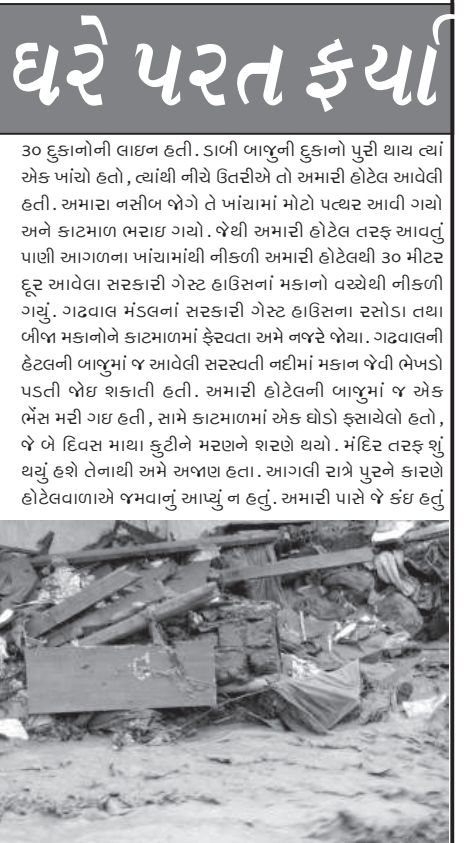 ઘરે પરત ફર્યા
૩૦ દુકાનોની લાઇન હતી. ડાબી બાજુની દુકાનો પુરી થાય ત્યાં
એક ખાંચો હતો, ત્યાંથી નીચે ઉતરીએ તો અમારી હોટેલ આવેલી
હતી. અમારા નસીબ જોગે તે ખાંચામાં મોટો પત્થર આવી ગયો
અને કાટમાળ ભરાઇ ગયો. જેથી અમારી હોટેલ તરફ આવતું
પાણી આગળના ખાંચામાંથી નીકળી અમારી હોટેલથી ૩૦ મીટર
દૂર આવેલા સરકારી ગેસ્ટ હાઉસનાં મકાનો વચ્ચેથી નીકળી
ગયું. ગઢવાલ મંડલનાં સરકારી ગેસ્ટ હાઉસના રસોડા તથા
બીજા મકાનોને કાટમાળમાં ફેરવતા અમે નજરે જોયા. ગઢવાલની
હેટલની બાજુમાં જ આવેલી સરસ્વતી નદીમાં મકાન જેવી ભેખડો
પડતી જોઇ શકાતી હતી. અમારી હોટેલની બાજુમાં જ એક
ભેંસ મરી ગઇ હતી, સામે કાટમાળમાં એક ઘોડો ફસાયેલો હતો,
જે બે દિવસ માથા કુટીને મરણને શરણે થયો. મંદિર તરફ શું
થયું હશે તેનાથી અમે અજાણ હતા. આગલી રાત્રે પુરને કારણે
હોટેલવાળાએ જમવાનું આપ્યું ન હતું. અમારી પાસે જે કંઇ હતું